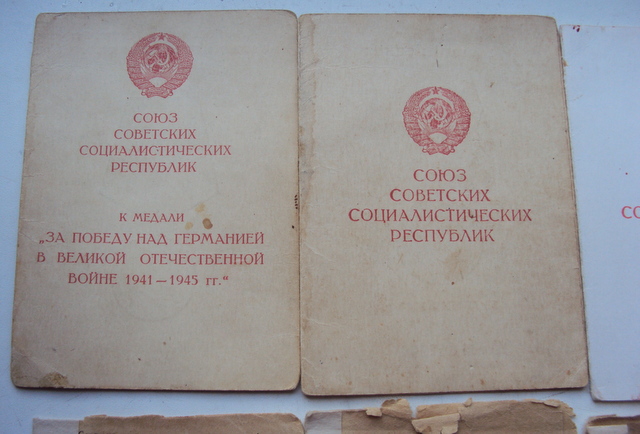 СОЮЗ
СОВЕТСКИХ
СОЦИАЛИСТИЧЕСКИХ
РЕСПУБЛИК
К МЕДАЛИ
„ЗА ПОБЕДУ НАД ГЕРМАНИЕЙ
В ВЕЛИКОЙ ОТЕЧЕСТВЕННОЙ
ВОЙНЕ 1941—1945 гг.“
СОЮЗ
СОВЕТСКИХ
СОЦИАЛИСТИЧЕСКИХ
РЕСПУБЛИК
СО